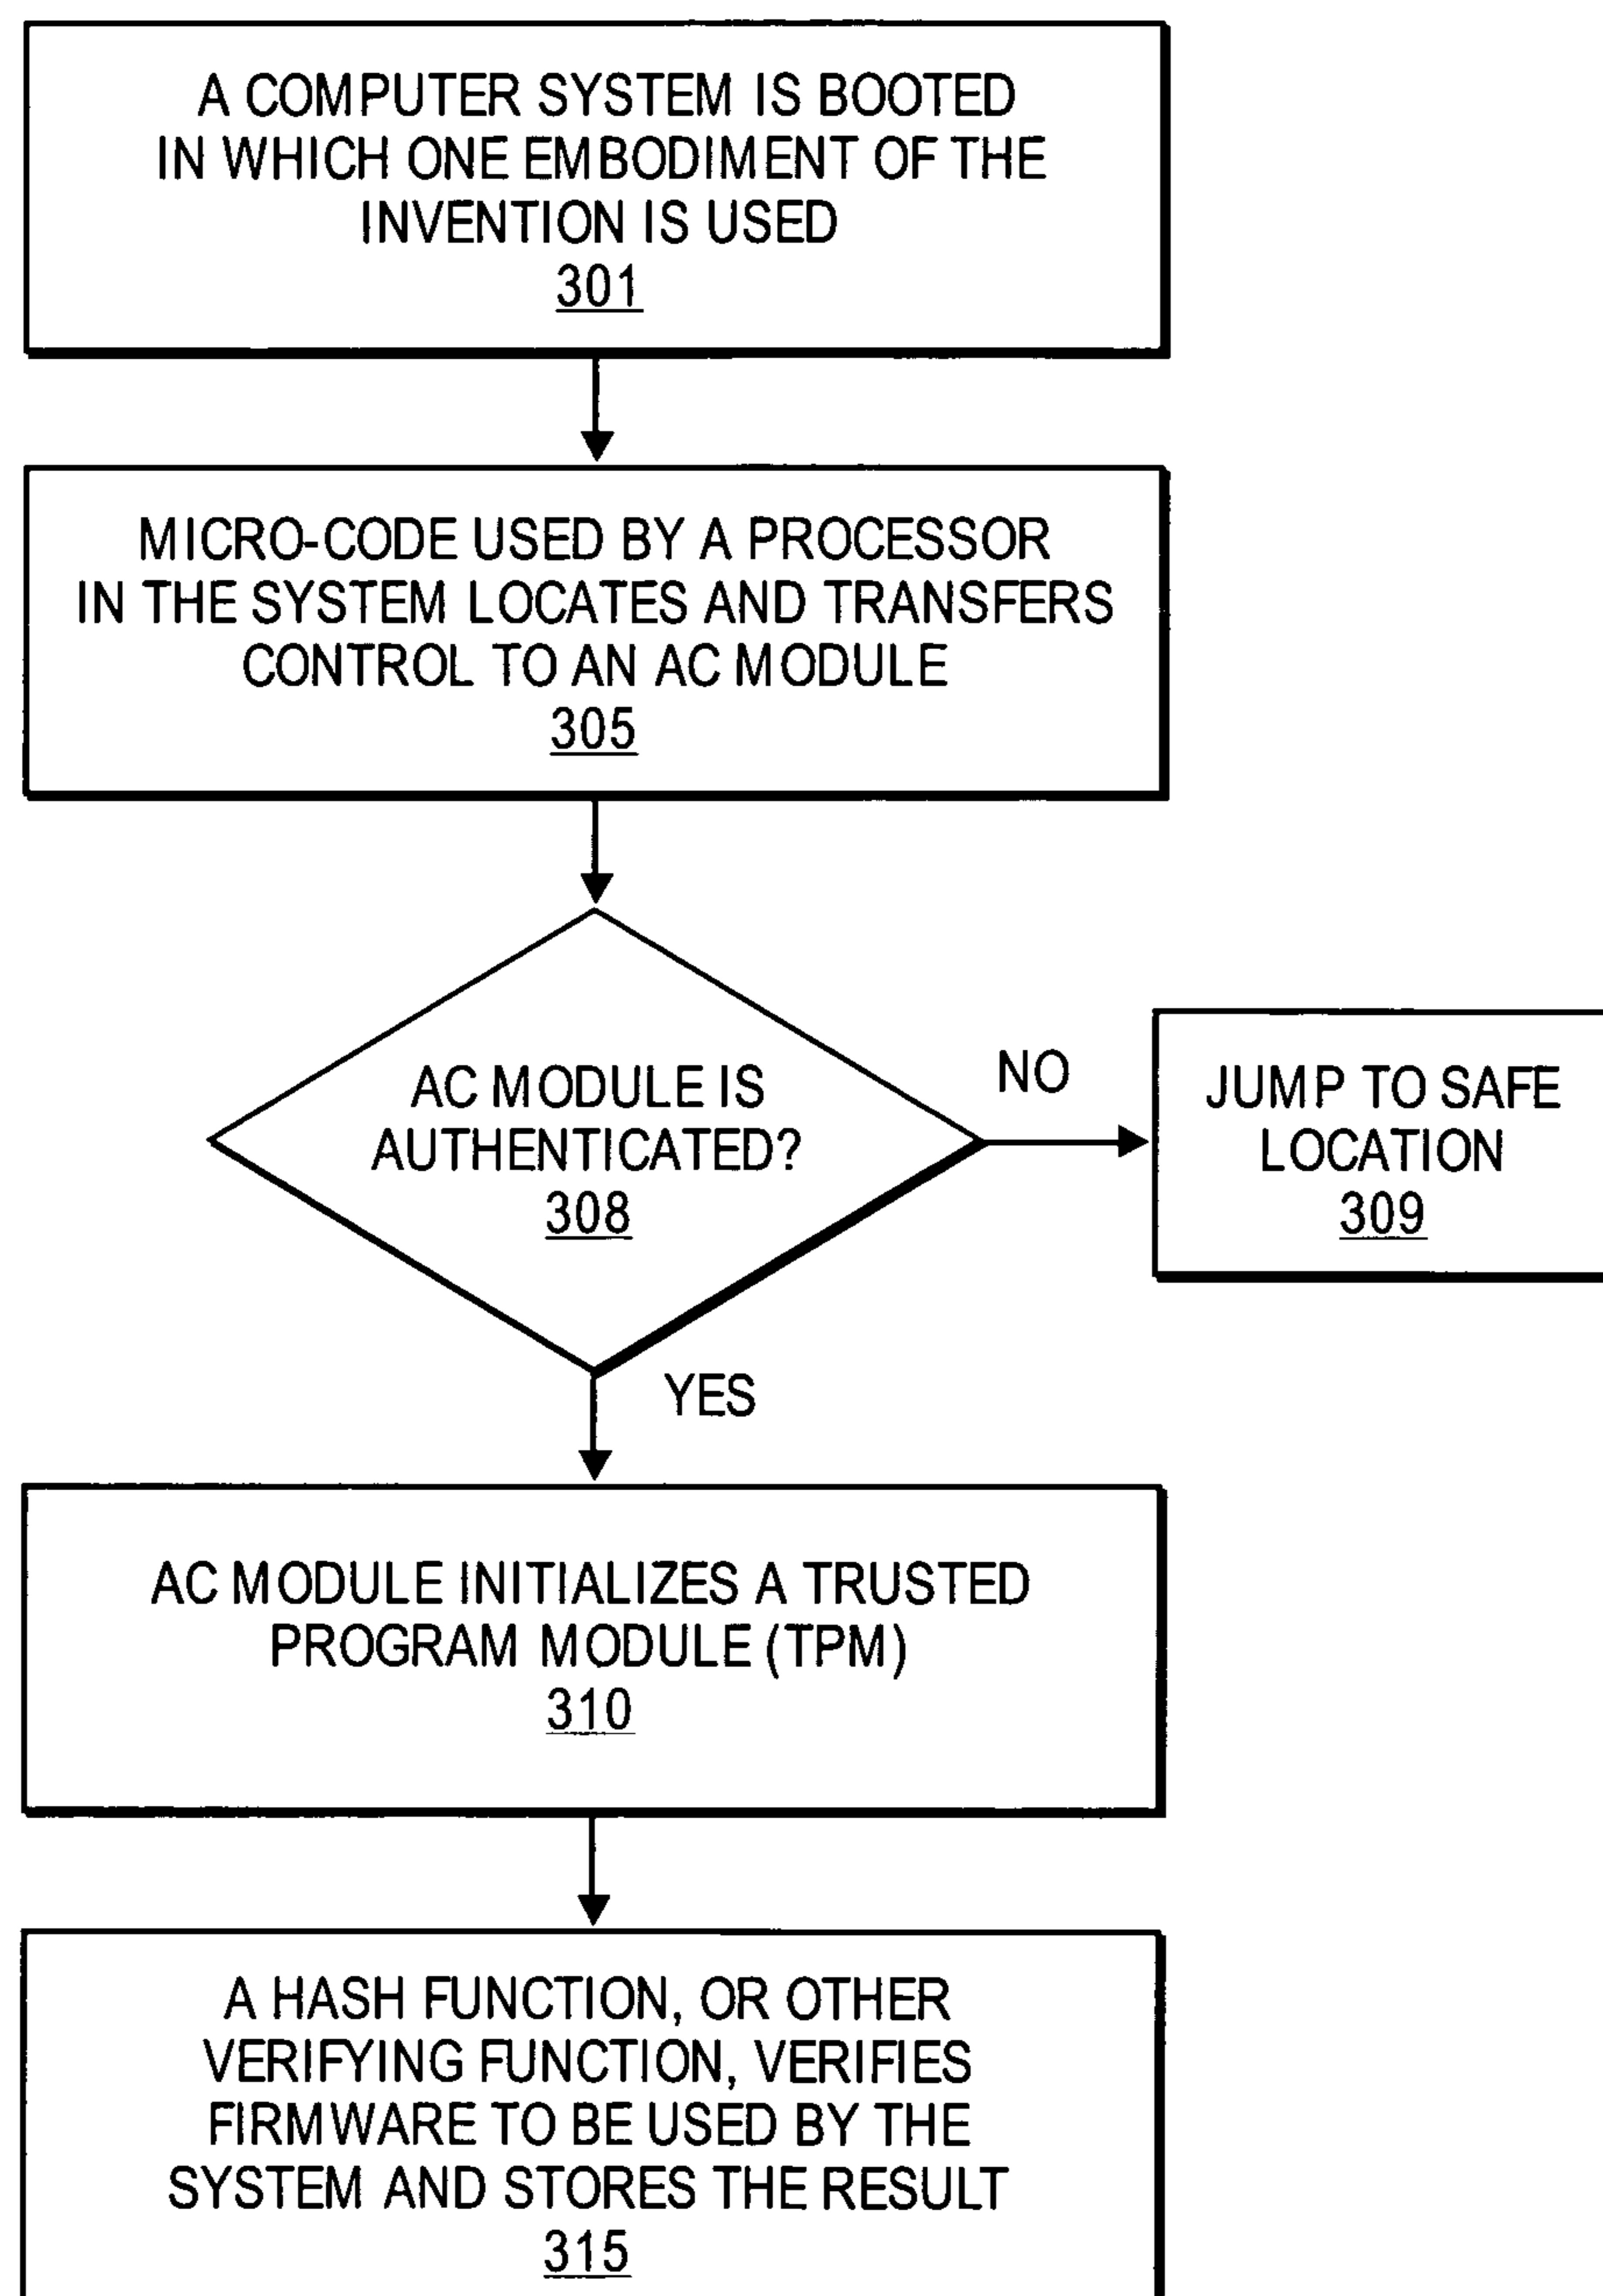 A COMPUTER SYSTEM IS BOOTED
IN WHICH ONE EMBODIMENT OF THE
INVENTION IS USED
301
MICRO-CODE USED BY A PROCESSOR
IN THE SYSTEM LOCATES AND TRANSFERS
CONTROL TO AN AC MODULE
305
AC MODULE IS
AUTHENTICATED?
308
NO
JUMP TO SAFE
LOCATION
309
YES
AC MODULE INITIALIZES A TRUSTED
PROGRAM MODULE (TPM)
310
A HASH FUNCTION, OR OTHER
VERIFYING FUNCTION, VERIFIES
FIRMWARE TO BE USED BY THE
SYSTEM AND STORES THE RESULT
315